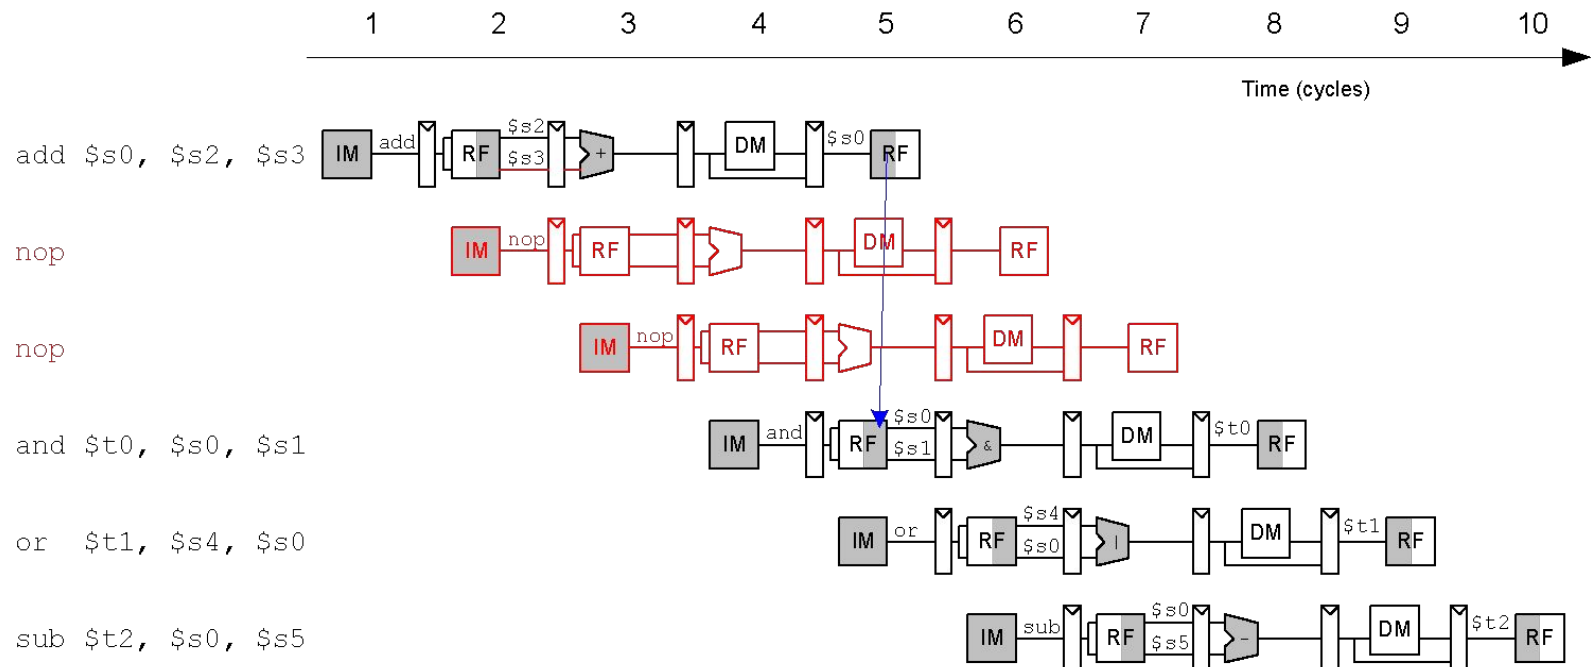 1 2 3 4 5 6 7 8 9 10
Time (cycles)
add $s0, $s2, $s3 IM add RF $s2 $s3 + DM $s0 RF
nop IM nop RF DM RF
nop IM nop RF DM RF
and $t0, $s0, $s1 IM and RF $s0 $s1 & DM $t0 RF
or $t1, $s4, $s0 IM or RF $s4 $s0 | DM $t1 RF
sub $t2, $s0, $s5 IM sub RF $s0 $s5 - DM $t2 RF